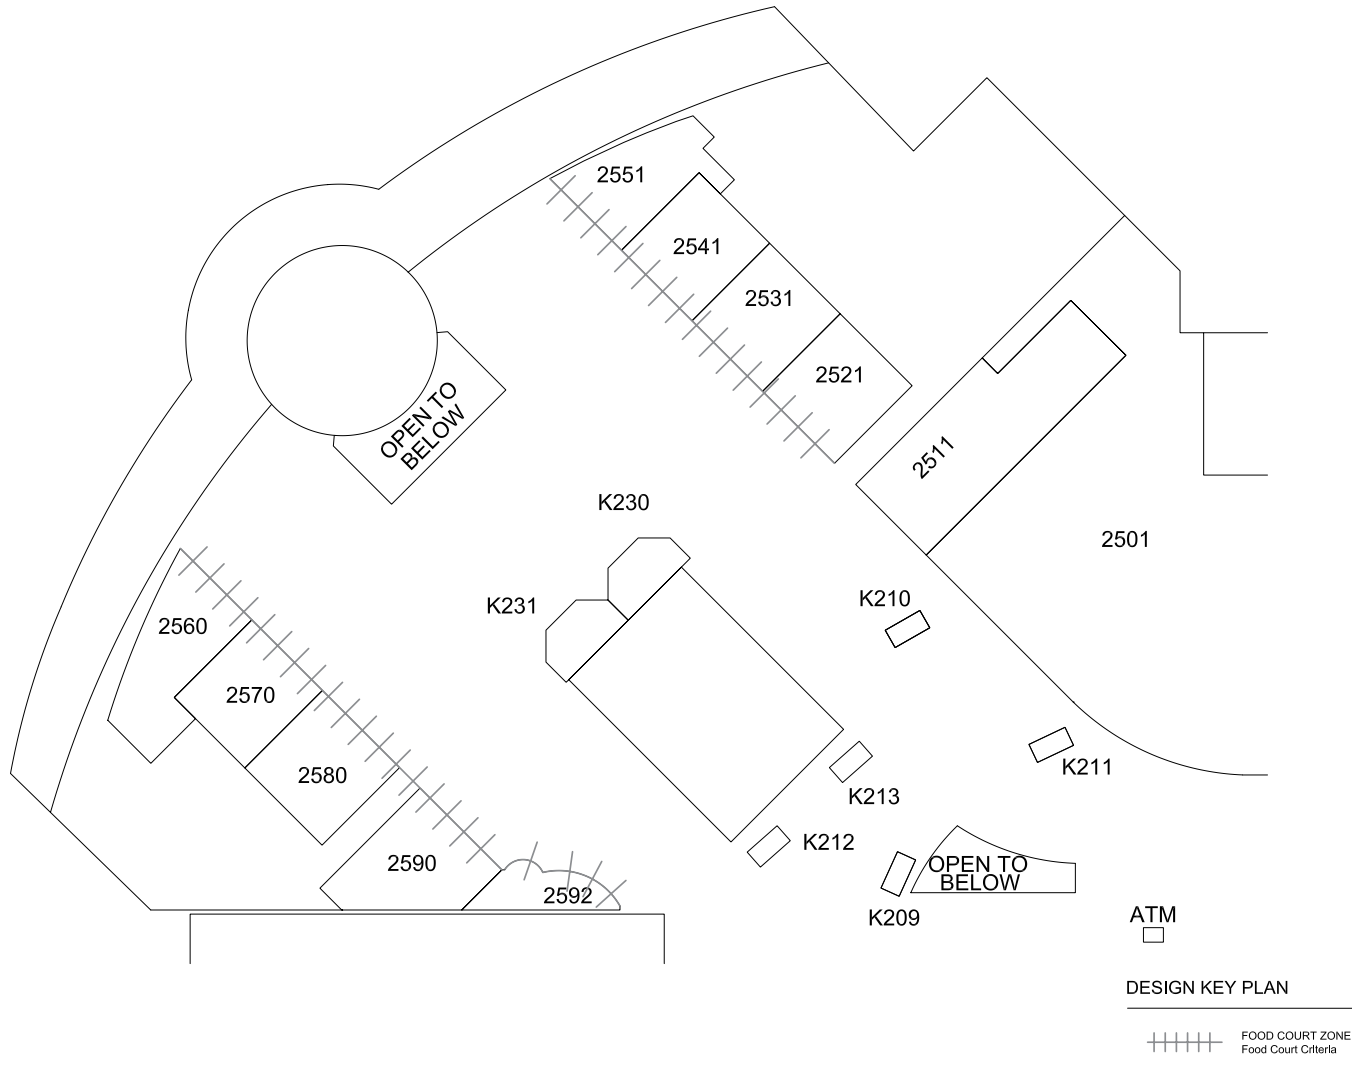 2551
2541
2531
2521
OPEN TO
BELOW
2511
K230
2501
K231
K210
2560
2570
2580
K211
K213
K212
2590
OPEN TO
BELOW
2592
K209
ATM
DESIGN KEY PLAN
FOOD COURT ZONE
Food Court Criteria